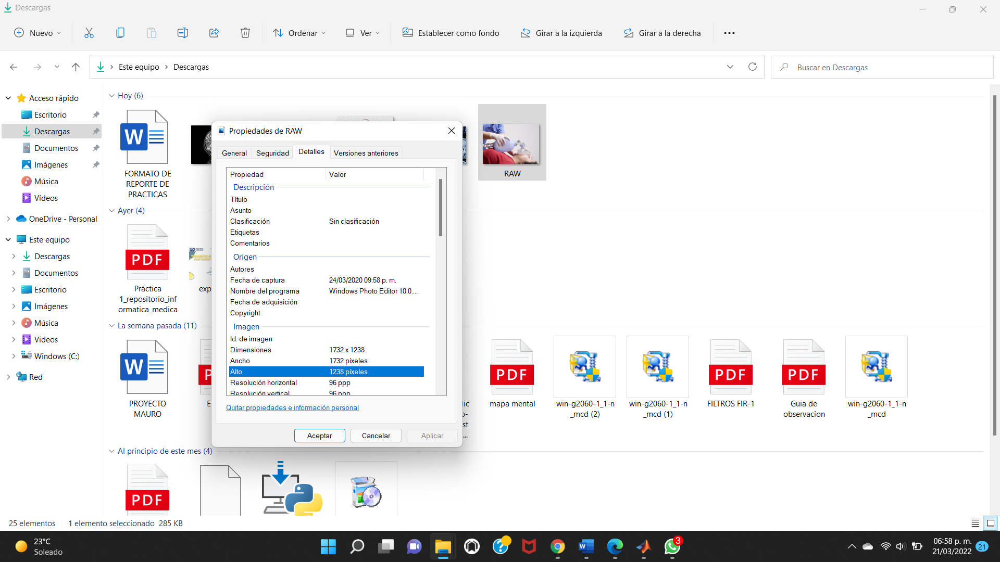 Descargas
Nuevo
Ordenar
Ver
Establecer como fondo
Girar a la izquierda
Girar a la derecha
Este equipo
Descargas
Buscar en Descargas
Acceso rápido
Escritorio
Descargas
Documentos
Imágenes
Música
Videos
OneDrive - Personal
Este equipo
Descargas
Documentos
Escritorio
Imágenes
Música
Videos
Windows (C:)
Red
Hoy (6)
FORMATO DE
REPORTE DE
PRACTICAS
RAW
Ayer (4)
PDF
Práctica
1_repositorio_inf
ormatica_medica
exp
La semana pasada (11)
PROYECTO
MAURO
E
lic
o-
st
...
PDF
mapa mental
win-g2060-1_1-n
_mcd (2)
win-g2060-1_1-n
_mcd (1)
PDF
FILTROS FIR-1
PDF
Guia de
observacion
win-g2060-1_1-n
_mcd
Al principio de este mes (4)
PDF
Propiedades de RAW
General
Seguridad
Detalles
Versiones anteriores
Propiedad Valor
Descripción
Título
Asunto
Clasificación Sin clasificación
Etiquetas
Comentarios
Origen
Autores
Fecha de captura 24/03/2020 09:58 p. m.
Nombre del programa Windows Photo Editor 10.0....
Fecha de adquisición
Copyright
Imagen
Id. de imagen
Dimensiones 1732 x 1238
Ancho 1732 píxeles
Alto 1238 píxeles
Resolución horizontal 96 ppp
Resolución vertical 96 ppp
Quitar propiedades e información personal
Aceptar
Cancelar
Aplicar
25 elementos
1 elemento seleccionado 285 KB
23°C
Soleado
3
06:58 p. m.
21/03/2022
21